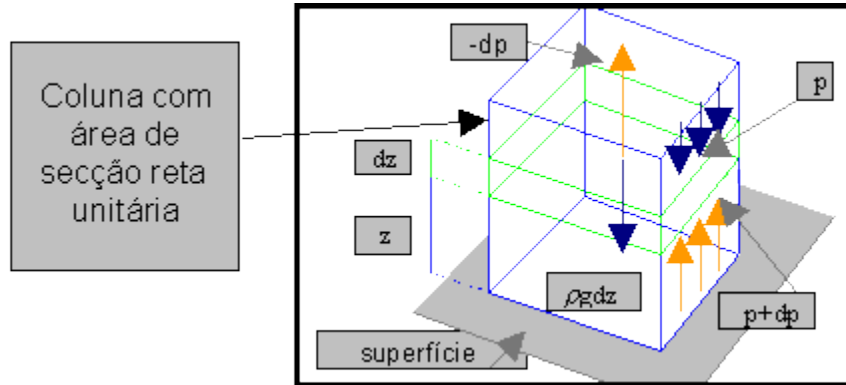 Coluna com
área de
secção reta
unitária
-dp
p
dz
z
ρgdz
p+dp
superfície